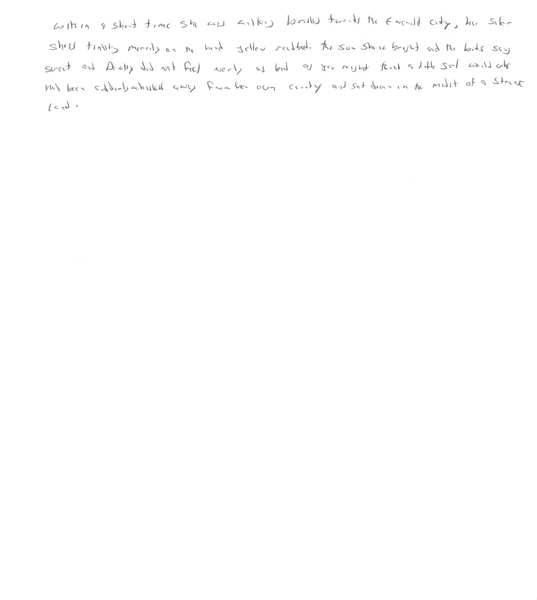 within a short time she was walking briskly towards the Emerald City, her silver
shoes tinkling merrily on the hard yellow roadbed. The sun shone bright and the birds sang
sweet and Dorothy did not feel nearly as bad as you might think a little girl would who
had been suddenly whisked away from her own country and set down in the midst of a strange
land.